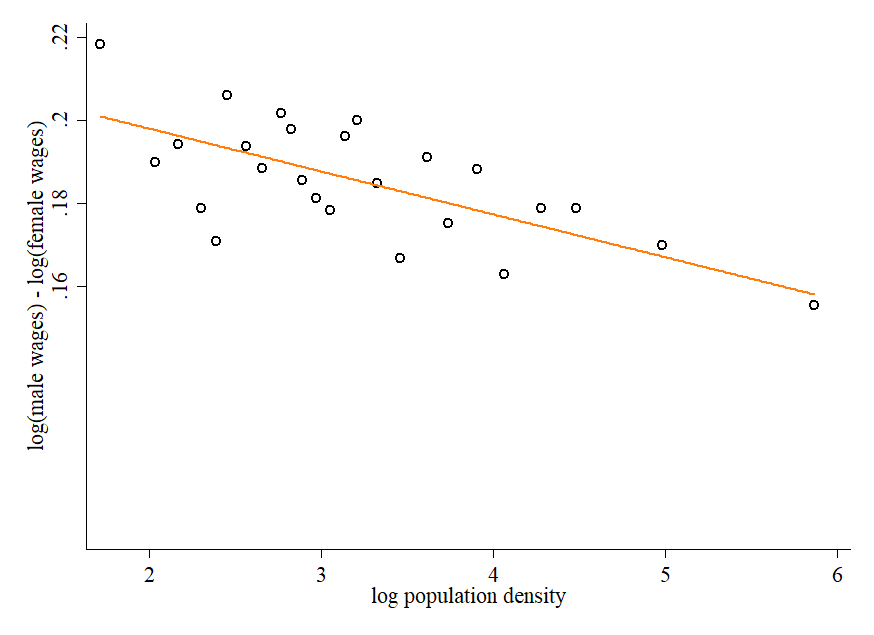 log(male wages) - log(female wages)
.22
.2
.18
.16
2 3 4 5 6
log population density